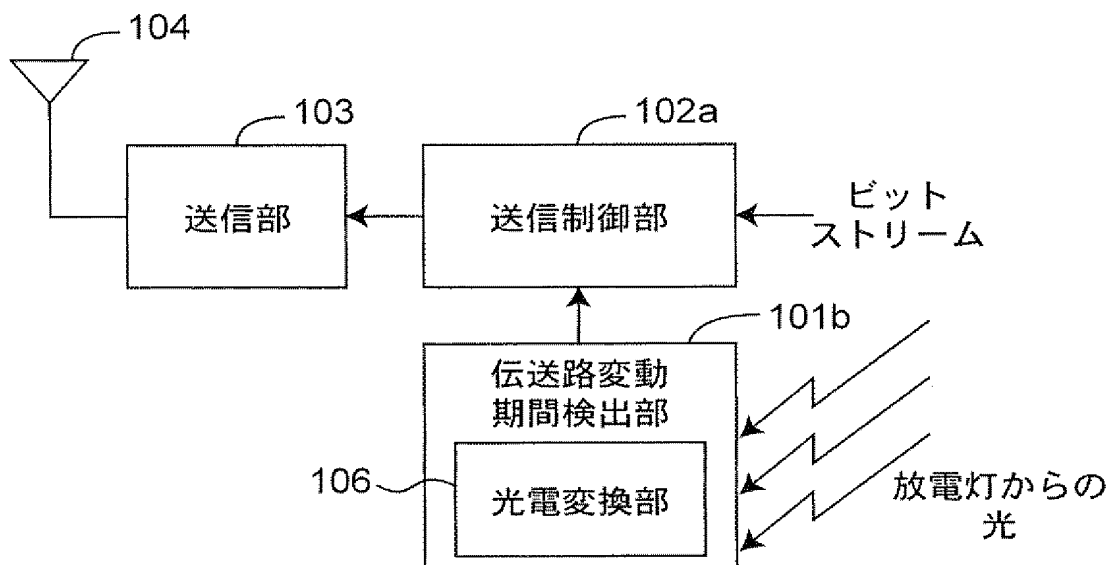 104
103
102a
送信部
送信制御部
ビット
ストリーム
101b
伝送路変動
期間検出部
106
光電変換部
放電灯からの
光